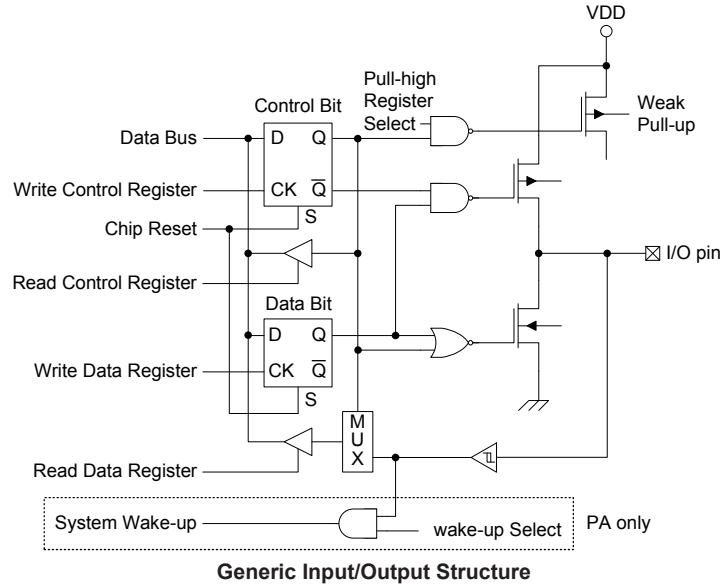 VDD
Pull-high
Register
Select
Weak
Pull-up
Control Bit
Data Bus
D
Q
Write Control Register
CK
Q̅
S
Chip Reset
I/O pin
Read Control Register
Data Bit
D
Q
Write Data Register
CK
Q̅
S
M
U
X
Read Data Register
System Wake-up
wake-up Select
PA only
Generic Input/Output Structure